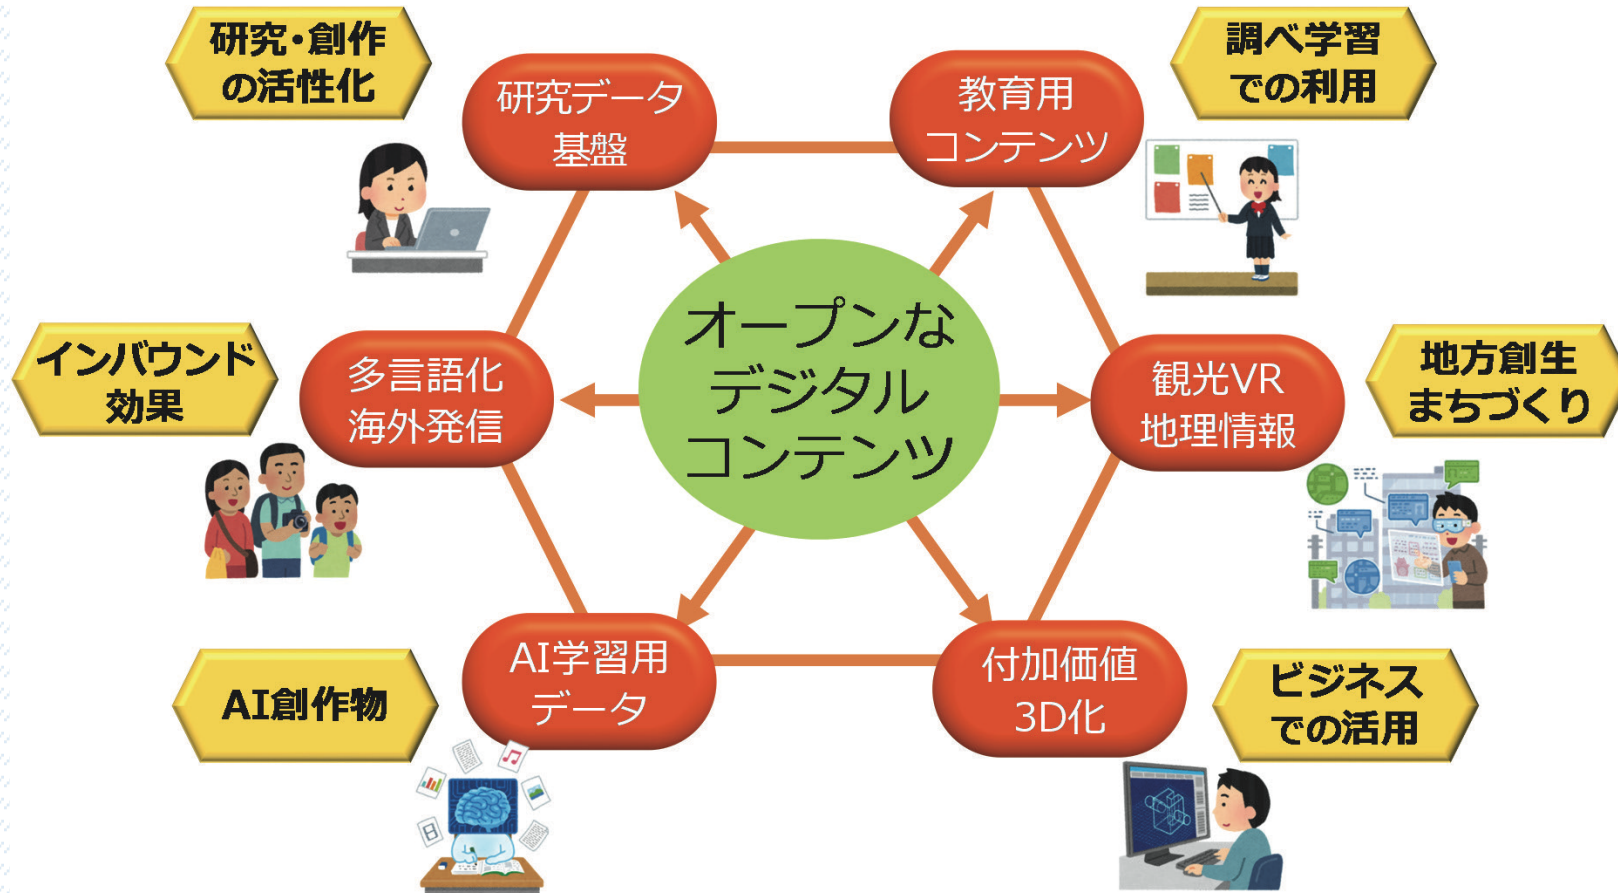 研究・創作
の活性化
研究データ
基盤
教育用
コンテンツ
調べ学習
での利用
インバウンド
効果
多言語化
海外発信
オープンな
デジタル
コンテンツ
観光VR
地理情報
地方創生
まちづくり
AI創作物
AI学習用
データ
付加価値
3D化
ビジネス
での活用